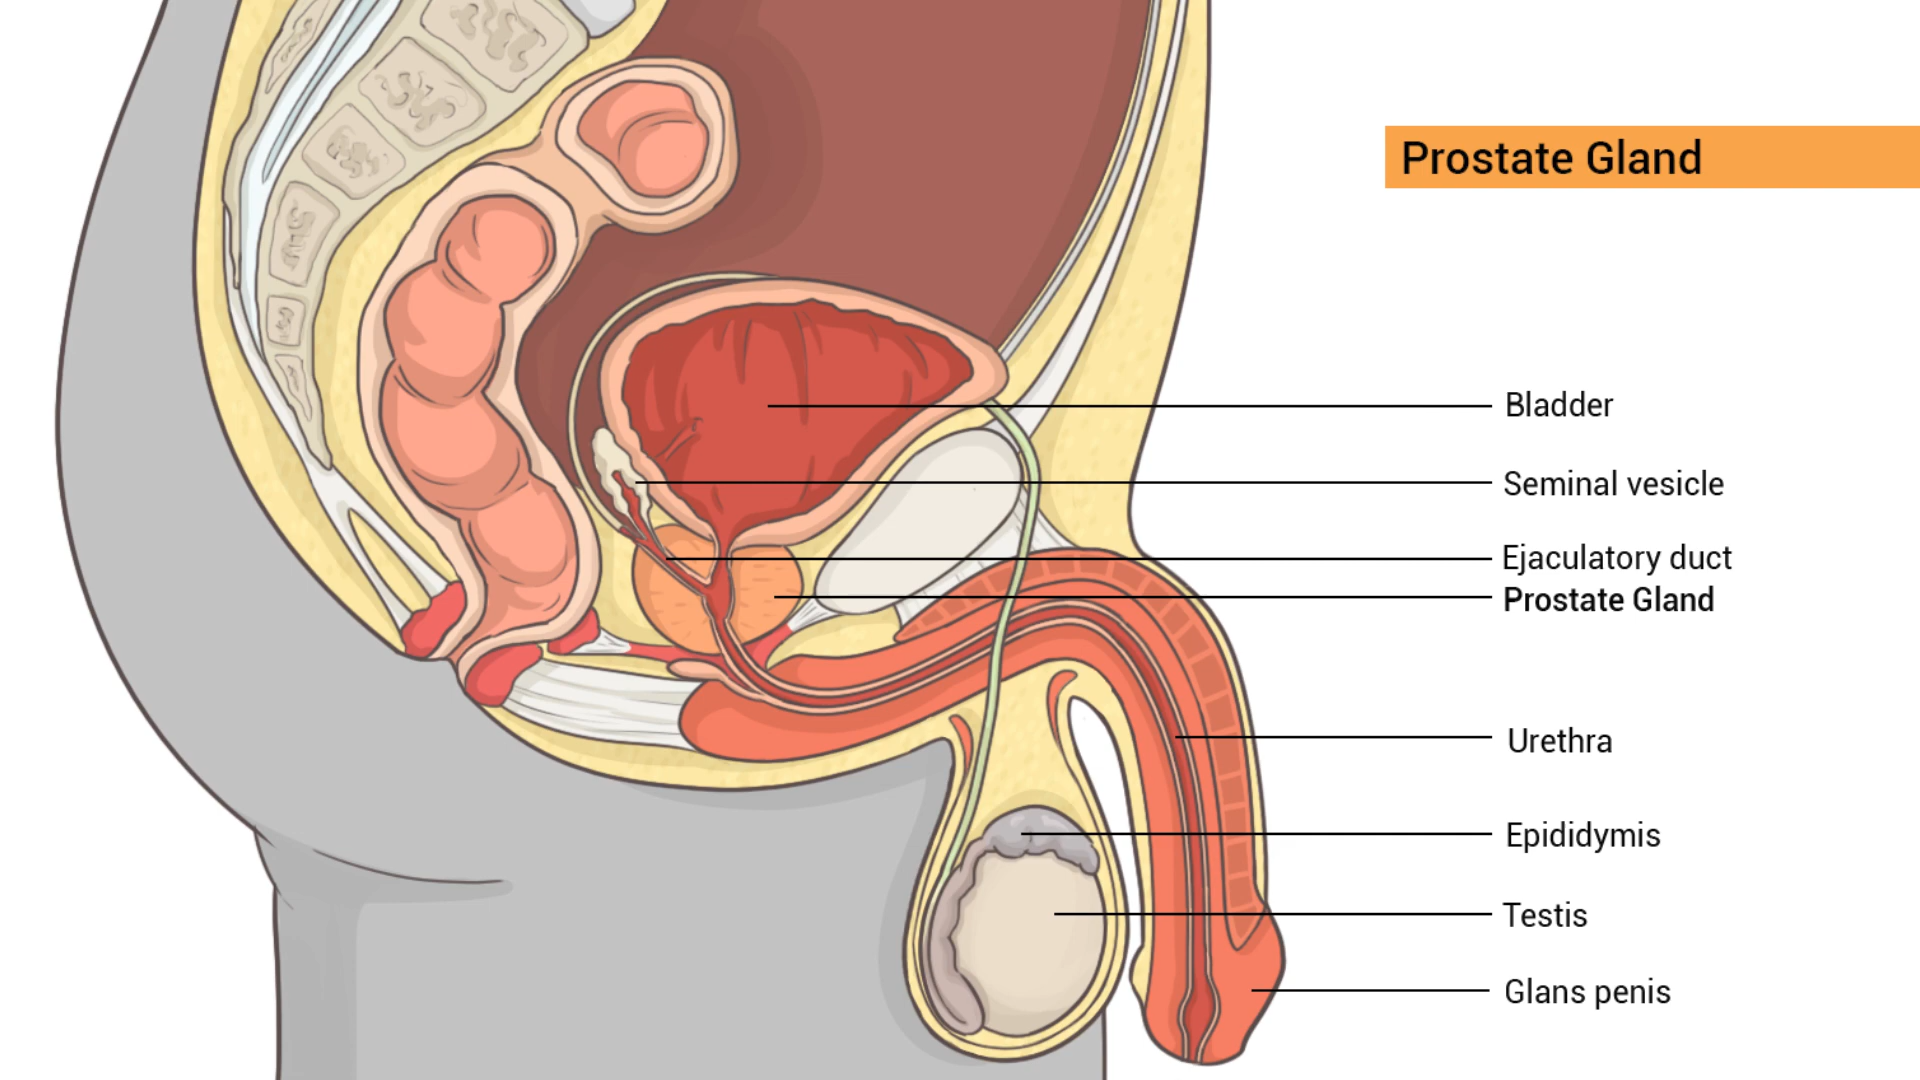 Prostate Gland
Bladder
Seminal vesicle
Ejaculatory duct
Prostate Gland
Urethra
Epididymis
Testis
Glans penis